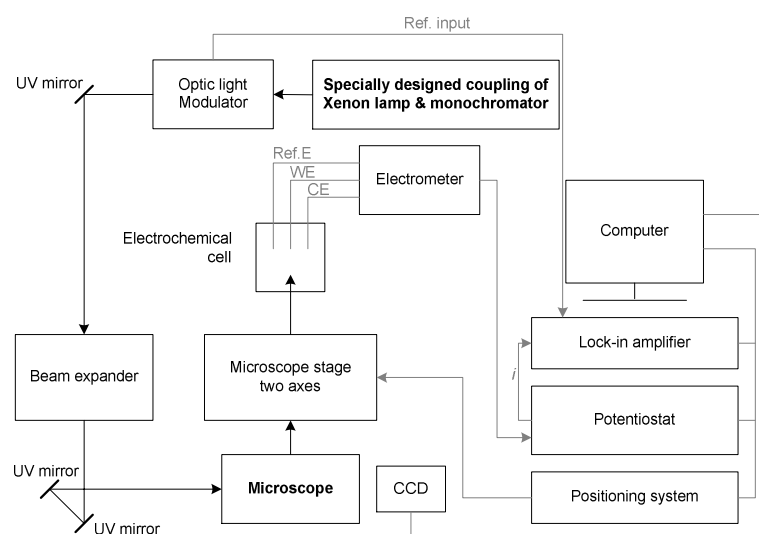 Ref. input
UV mirror
Optic light
Modulator
Specially designed coupling of
Xenon lamp & monochromator
Ref.E
WE
CE
Electrometer
Electrochemical
cell
Computer
Beam expander
Microscope stage
two axes
Lock-in amplifier
i
Potentiostat
UV mirror
Microscope
CCD
Positioning system
UV mirror